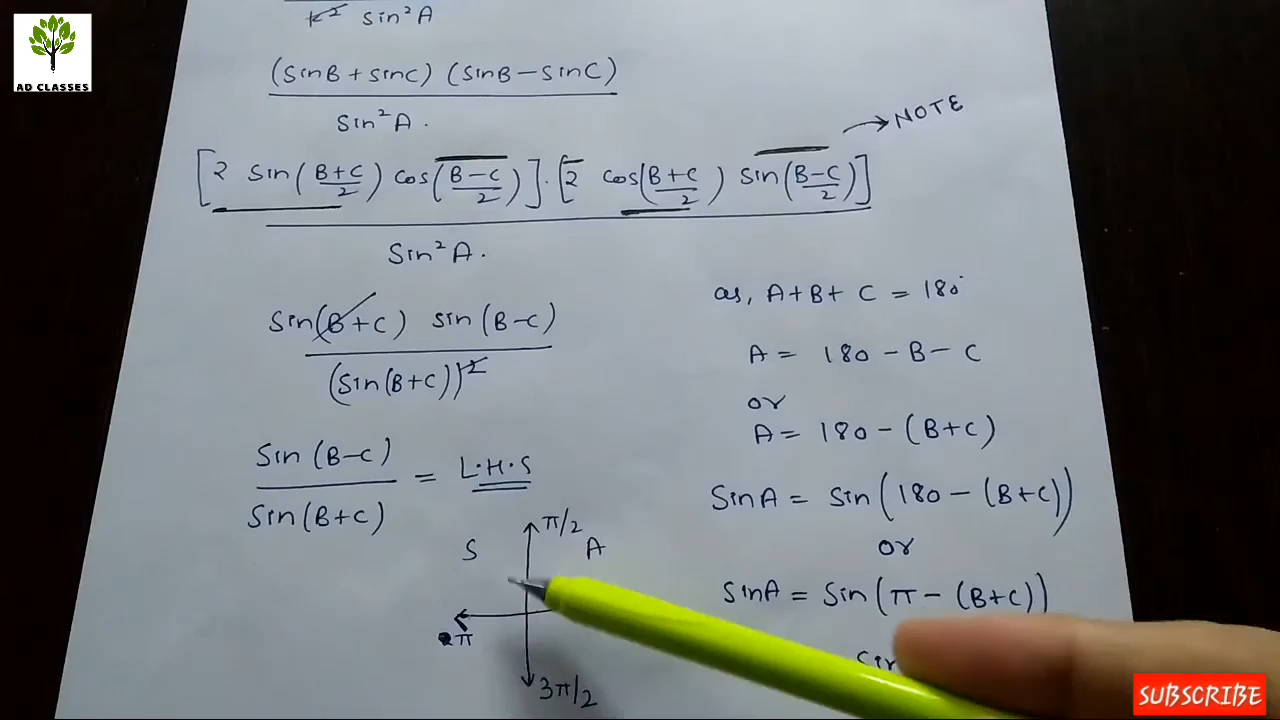 AD CLASSES
k² sin²A
(sinB + sinC) (sinB − sinC)
sin²A.
→ NOTE
[2 sin(B+C/2) cos(B−C/2)] . [2 cos(B+C/2) sin(B−C/2)]
Sin²A.
Sin(B+C) sin(B−C)
(sin(B+C))²
Sin(B−C) = L.H.S
Sin(B+C)
S A
π/2
π
3π/2
as, A+B+C = 180°
A = 180 − B − C
or
A = 180 − (B+C)
SinA = Sin(180 − (B+C))
or
SinA = Sin(π − (B+C))
SUBSCRIBE